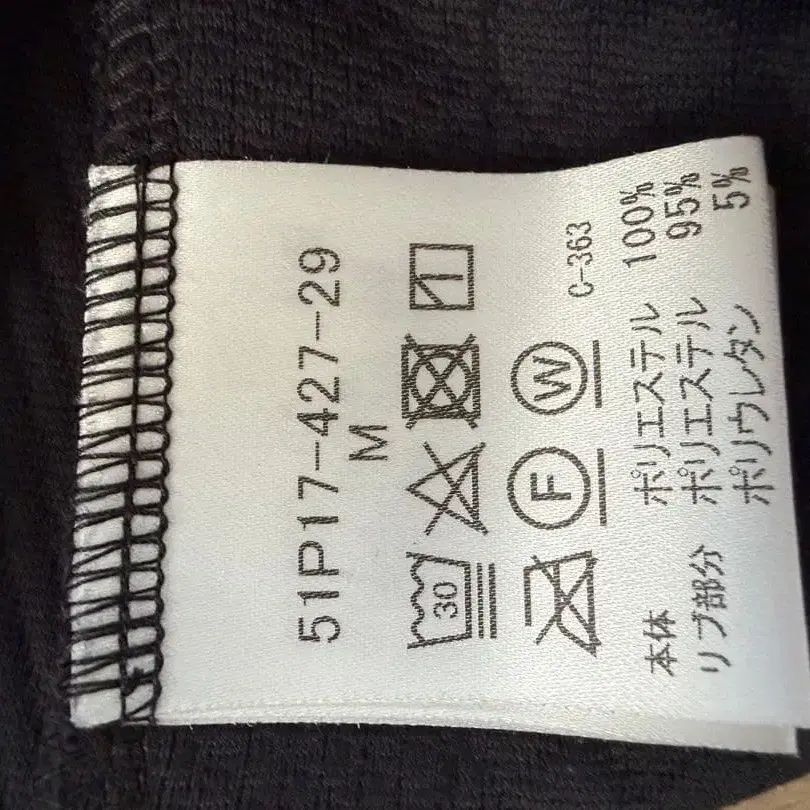 51P17-427-29
M
30
F W
C-363
本体 ポリエステル 100%
リブ部分 ポリエステル 95%
ポリウレタン 5%